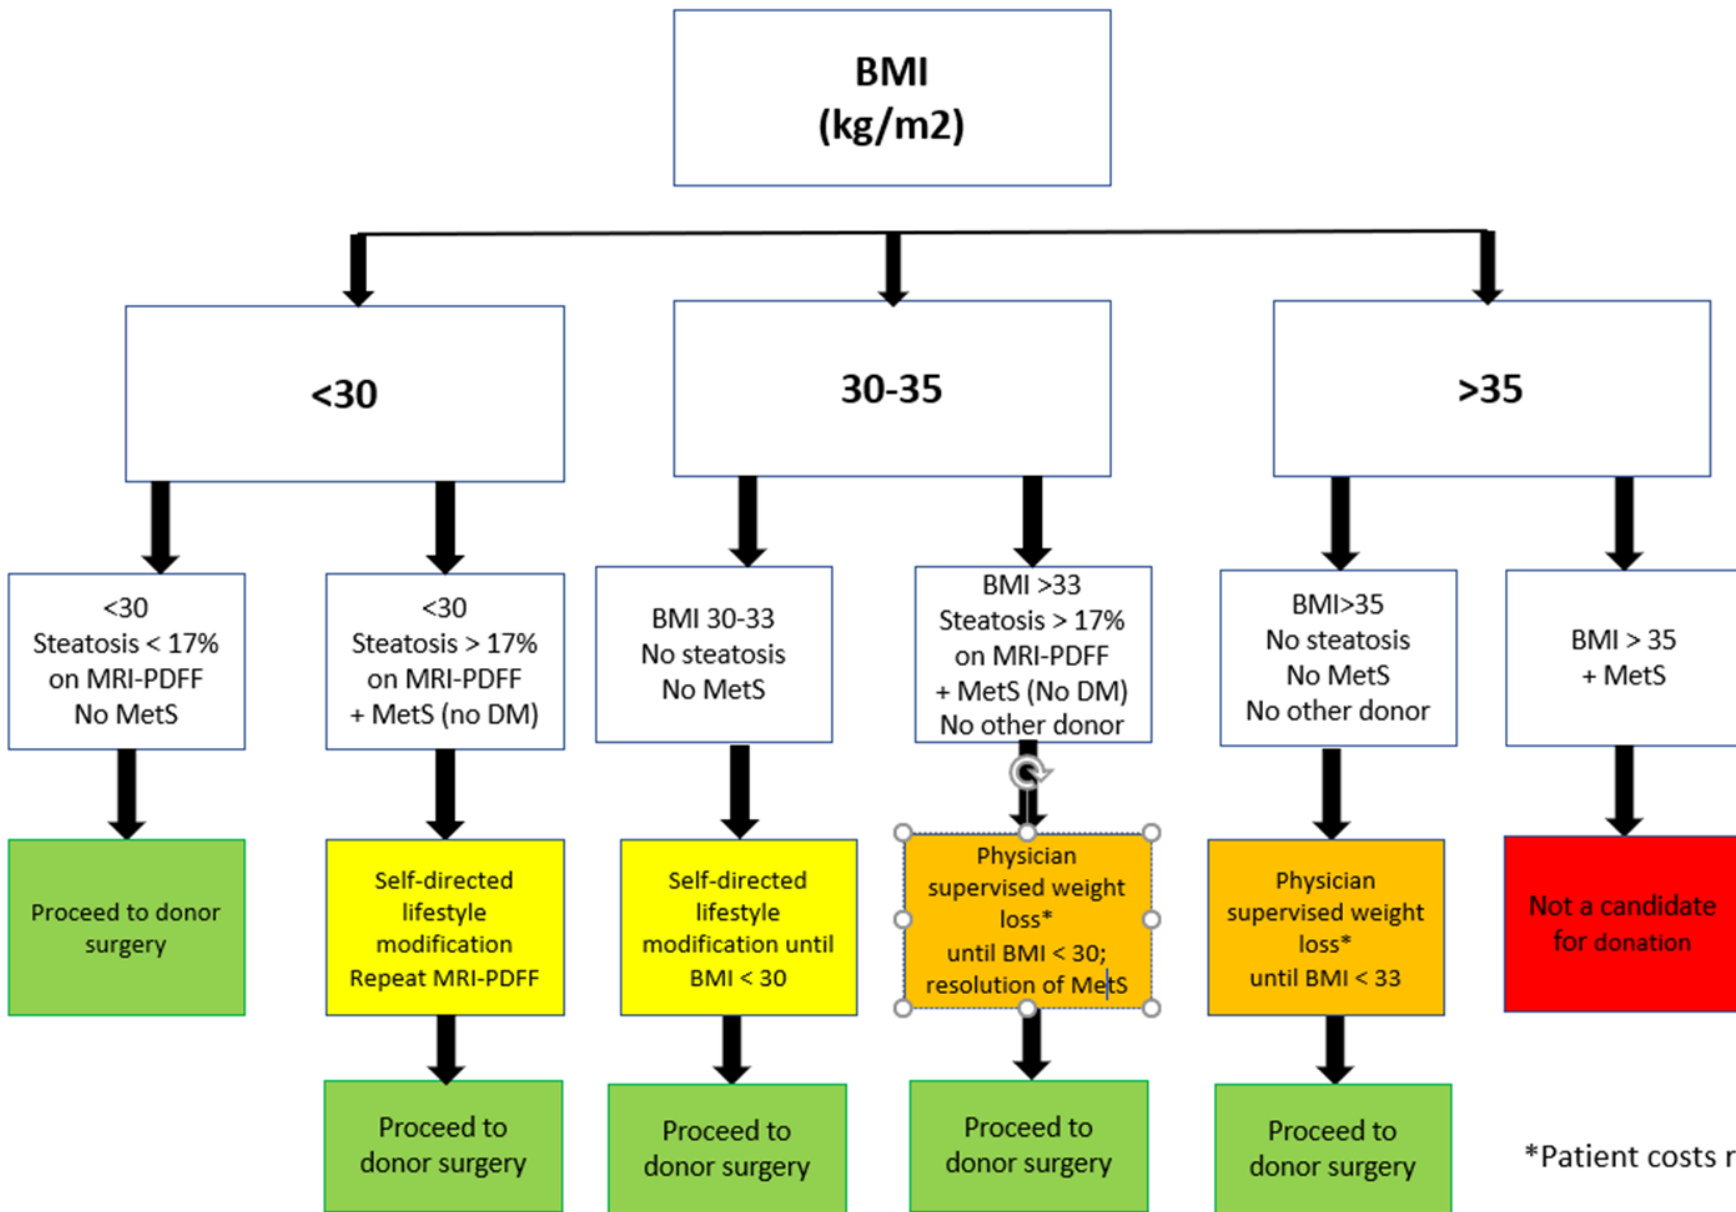 BMI
(kg/m2)
<30
30-35
>35
<30
Steatosis < 17%
on MRI-PDFF
No MetS
<30
Steatosis > 17%
on MRI-PDFF
+ MetS (no DM)
BMI 30-33
No steatosis
No MetS
BMI >33
Steatosis > 17%
on MRI-PDFF
+ MetS (No DM)
No other donor
BMI>35
No steatosis
No MetS
No other donor
BMI > 35
+ MetS
Proceed to donor
surgery
Self-directed
lifestyle
modification
Repeat MRI-PDFF
Self-directed
lifestyle
modification until
BMI < 30
Physician
supervised weight
loss*
until BMI < 30;
resolution of MetS
Physician
supervised weight
loss*
until BMI < 33
Not a candidate
for donation
Proceed to
donor surgery
Proceed to
donor surgery
Proceed to
donor surgery
Proceed to
donor surgery
*Patient costs